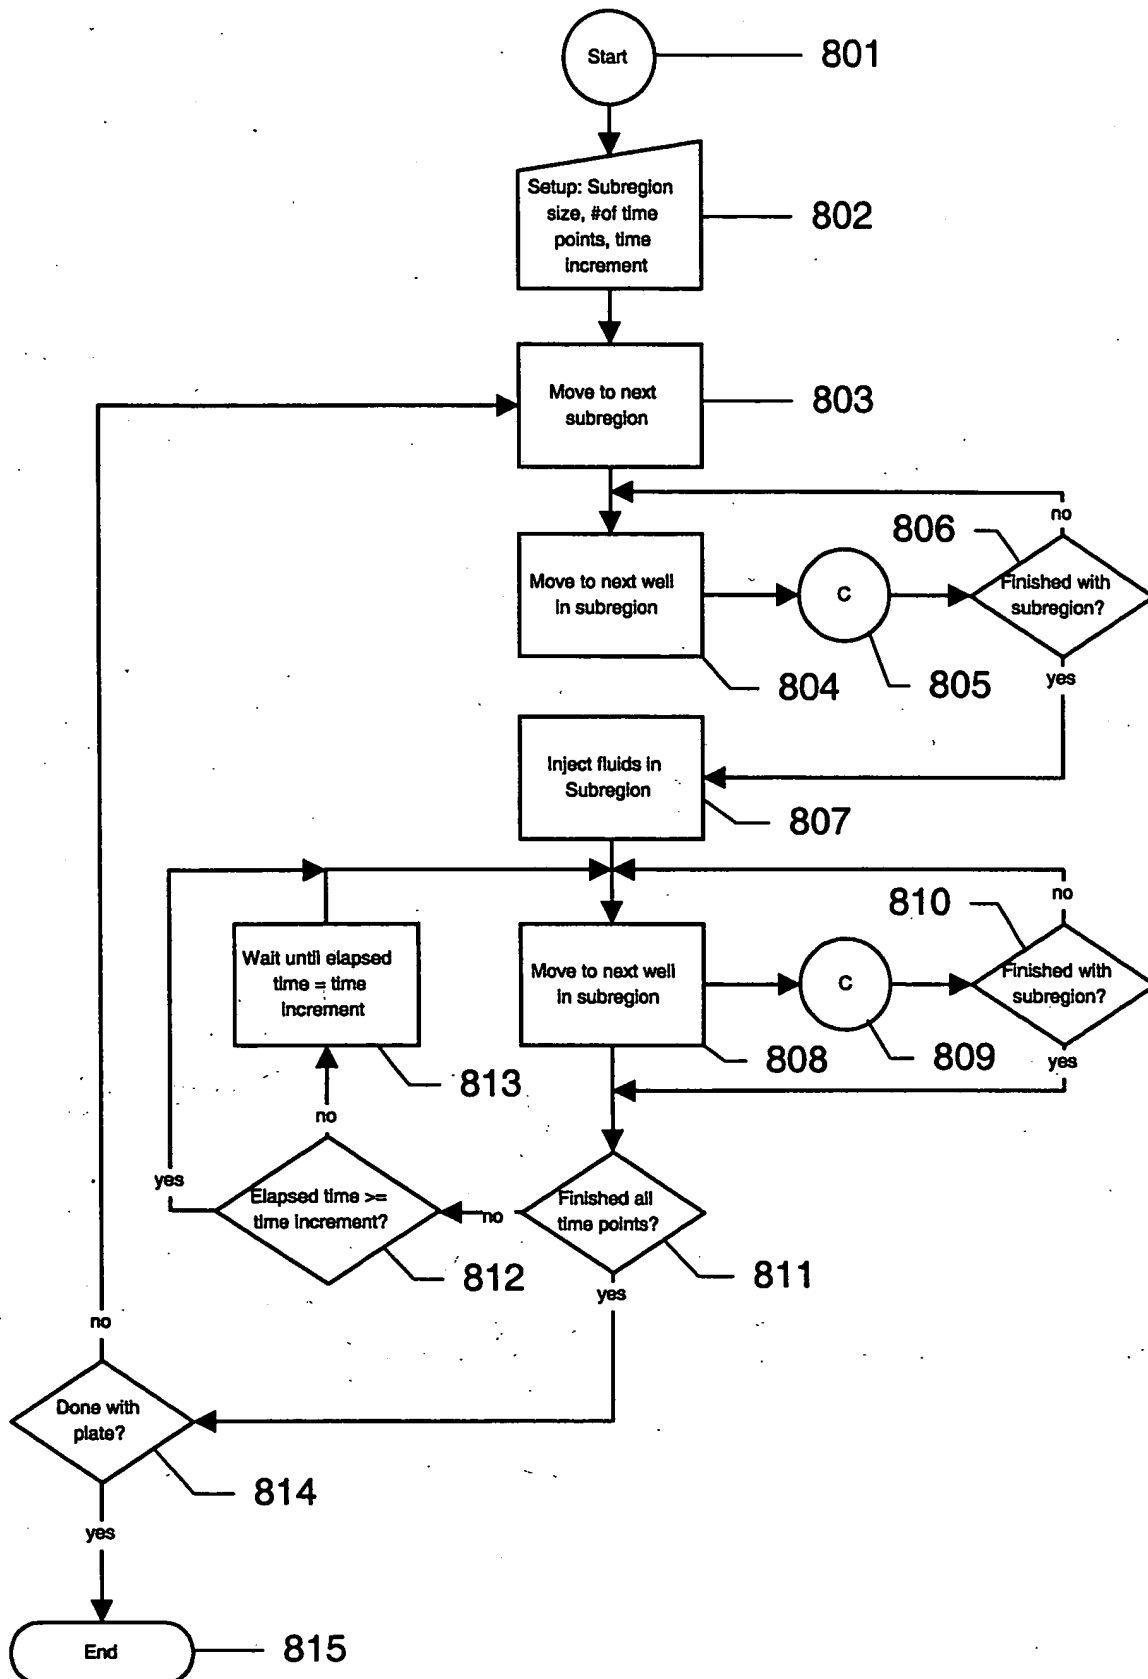 Start
801
Setup: Subregion
size, #of time
points, time
increment
802
Move to next
subregion
803
no
806
Move to next well
in subregion
C
Finished with
subregion?
804
805
yes
Inject fluids in
Subregion
807
no
810
Wait until elapsed
time = time
increment
Move to next well
in subregion
C
Finished with
subregion?
813
808
809
yes
no
yes
Elapsed time >=
time increment?
no
Finished all
time points?
812
811
yes
no
Done with
plate?
814
yes
End
815